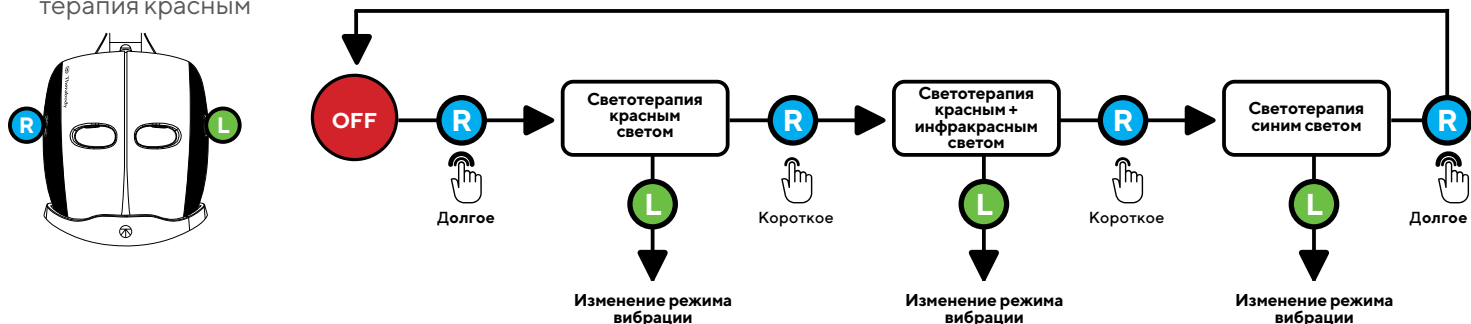 терапия красным
Therabody
R
L
OFF
R
Долгое
Светотерапия
красным
светом
L
Изменение режима
вибрации
R
Короткое
Светотерапия
красным +
инфракрасным
светом
L
Изменение режима
вибрации
R
Короткое
Светотерапия
синим светом
L
Изменение режима
вибрации
R
Долгое